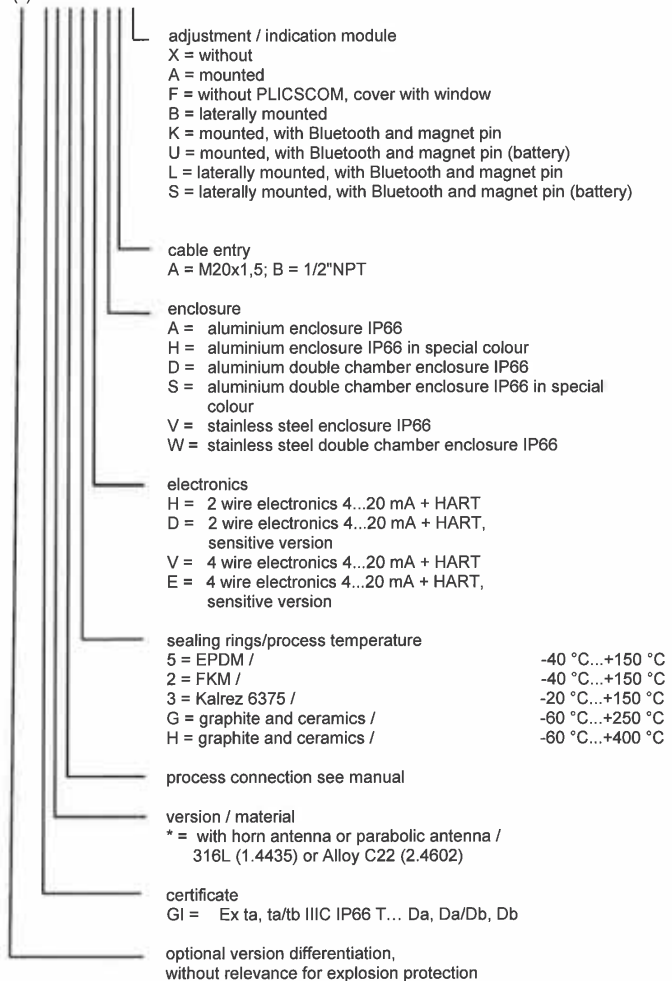 adjustment / indication module
X = without
A = mounted
F = without PLICSCOM, cover with window
B = laterally mounted
K = mounted, with Bluetooth and magnet pin
U = mounted, with Bluetooth and magnet pin (battery)
L = laterally mounted, with Bluetooth and magnet pin
S = laterally mounted, with Bluetooth and magnet pin (battery)
cable entry
A = M20x1,5; B = 1/2"NPT
enclosure
A = aluminium enclosure IP66
H = aluminium enclosure IP66 in special colour
D = aluminium double chamber enclosure IP66
S = aluminium double chamber enclosure IP66 in special
colour
V = stainless steel enclosure IP66
W = stainless steel double chamber enclosure IP66
electronics
H = 2 wire electronics 4...20 mA + HART
D = 2 wire electronics 4...20 mA + HART,
sensitive version
V = 4 wire electronics 4...20 mA + HART
E = 4 wire electronics 4...20 mA + HART,
sensitive version
sealing rings/process temperature
5 = EPDM / -40 °C...+150 °C
2 = FKM / -40 °C...+150 °C
3 = Kalrez 6375 / -20 °C...+150 °C
G = graphite and ceramics / -60 °C...+250 °C
H = graphite and ceramics / -60 °C...+400 °C
process connection see manual
version / material
* = with horn antenna or parabolic antenna /
316L (1.4435) or Alloy C22 (2.4602)
certificate
GI = Ex ta, ta/tb IIIC IP66 T... Da, Da/Db, Db
optional version differentiation,
without relevance for explosion protection